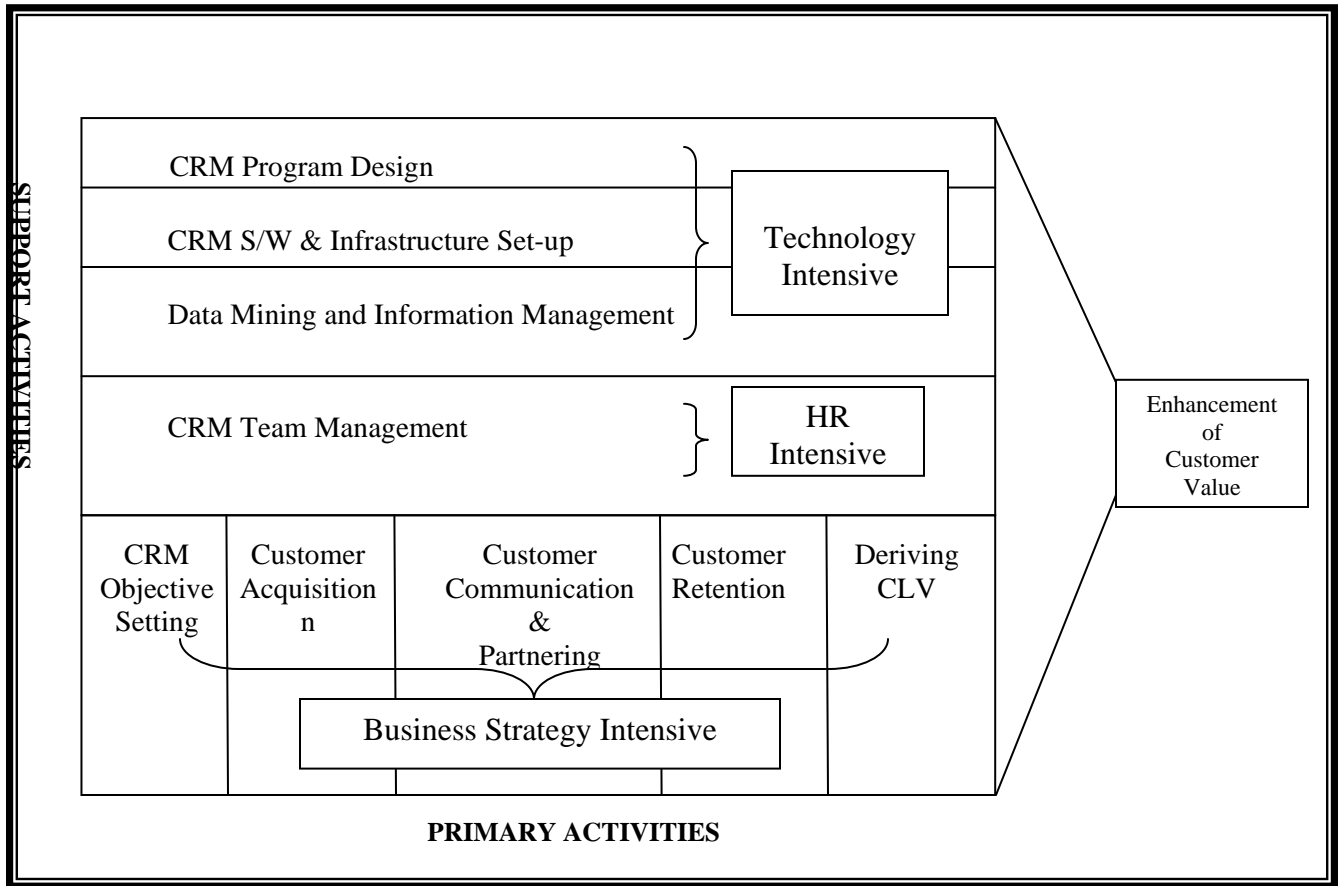 SUPPORT ACTIVITIES
CRM Program Design
CRM S/W & Infrastructure Set-up
Data Mining and Information Management
Technology
Intensive
CRM Team Management
HR
Intensive
CRM
Objective
Setting
Customer
Acquisition
n
Customer
Communication
&
Partnering
Customer
Retention
Deriving
CLV
Business Strategy Intensive
Enhancement
of
Customer
Value
PRIMARY ACTIVITIES